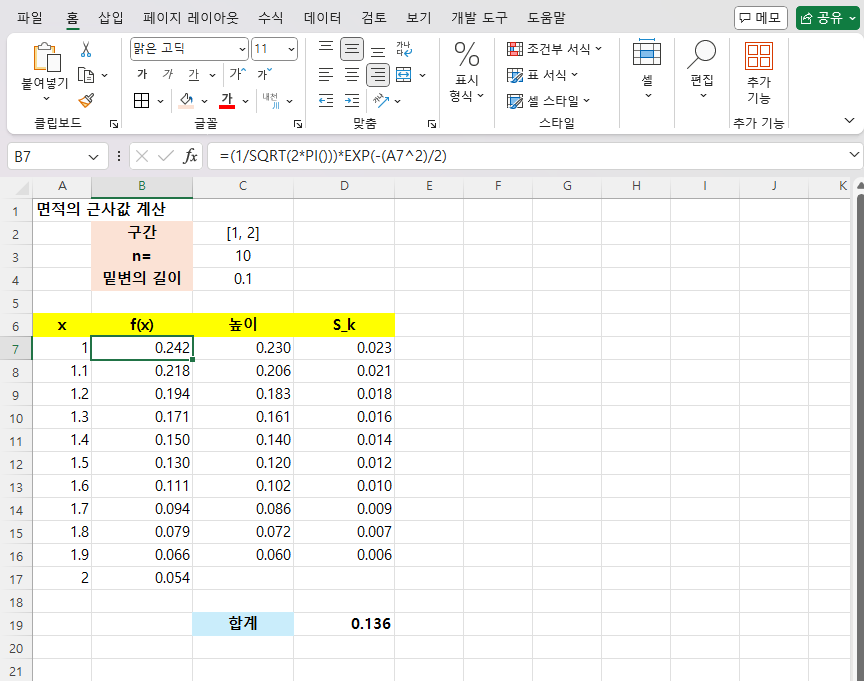 파일 홈 삽입 페이지 레이아웃 수식 데이터 검토 보기 개발 도구 도움말 메모 공유
붙여넣기
맑은 고딕 11
가 가 가 가 가
가 내천
가나다
클립보드 글꼴 맞춤
표시 형식
조건부 서식
표 서식
셀 스타일
스타일
셀
편집
추가 기능
추가 기능
B7 fx =(1/SQRT(2*PI()))*EXP(-(A7^2)/2)
A B C D E F G H I J K
1 면적의 근사값 계산
2 구간 [1, 2]
3 n= 10
4 밑변의 길이 0.1
5
6 x f(x) 높이 S_k
7 1 0.242 0.230 0.023
8 1.1 0.218 0.206 0.021
9 1.2 0.194 0.183 0.018
10 1.3 0.171 0.161 0.016
11 1.4 0.150 0.140 0.014
12 1.5 0.130 0.120 0.012
13 1.6 0.111 0.102 0.010
14 1.7 0.094 0.086 0.009
15 1.8 0.079 0.072 0.007
16 1.9 0.066 0.060 0.006
17 2 0.054
18
19 합계 0.136
20
21